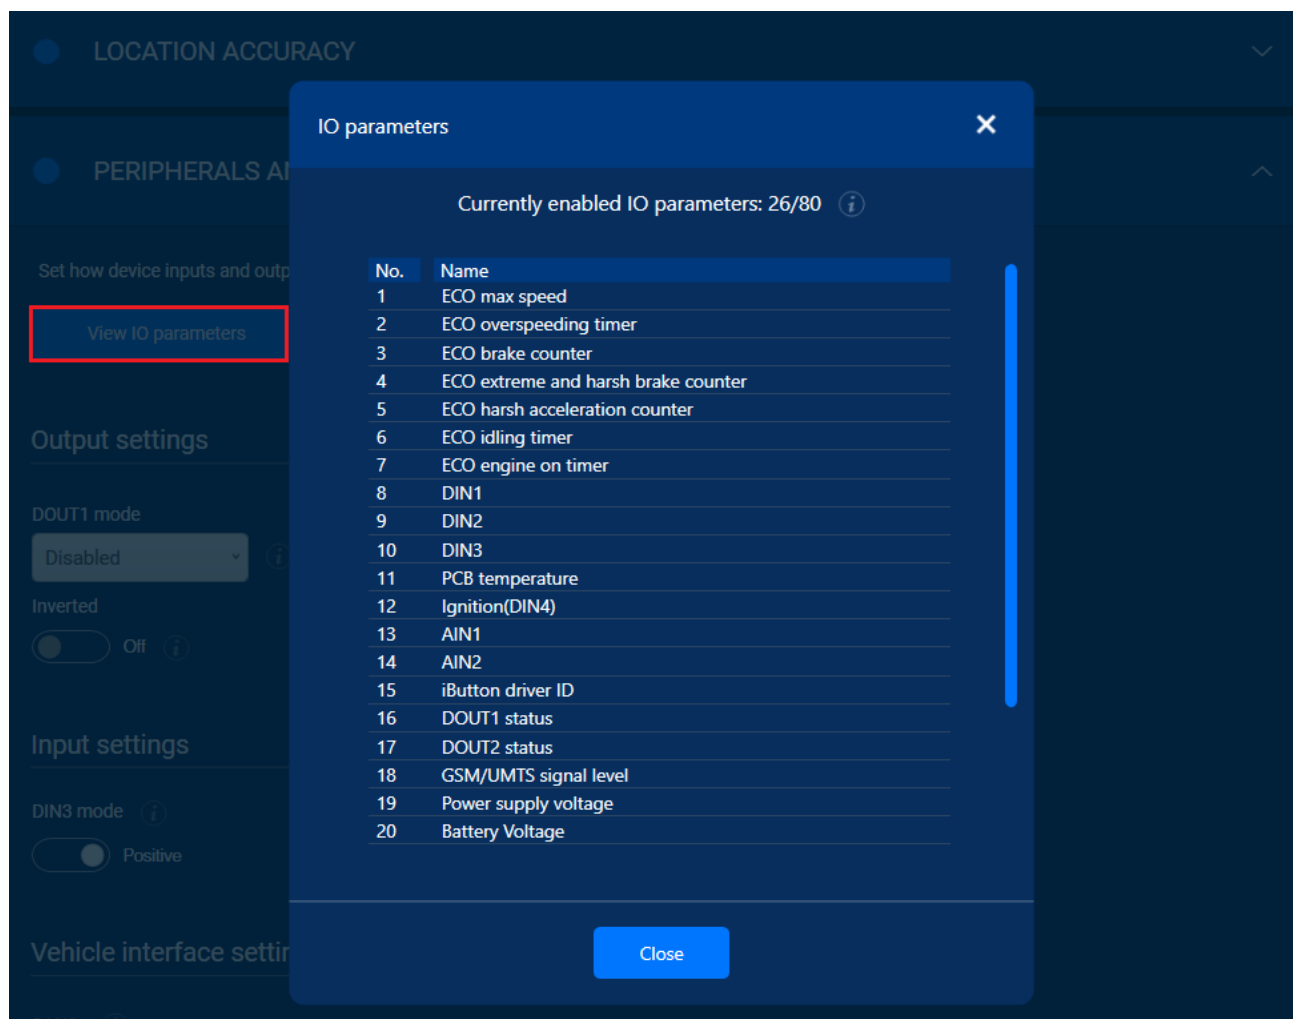 LOCATION ACCURACY
IO parameters
PERIPHERALS A
Currently enabled IO parameters: 26/80
Set how device inputs and outp
View IO parameters
No. Name
1 ECO max speed
2 ECO overspeeding timer
3 ECO brake counter
4 ECO extreme and harsh brake counter
5 ECO harsh acceleration counter
6 ECO idling timer
7 ECO engine on timer
8 DIN1
9 DIN2
10 DIN3
11 PCB temperature
12 Ignition(DIN4)
13 AIN1
14 AIN2
15 iButton driver ID
16 DOUT1 status
17 DOUT2 status
18 GSM/UMTS signal level
19 Power supply voltage
20 Battery Voltage
Output settings
DOUT1 mode
Disabled
Inverted
Off
Input settings
DIN3 mode
Positive
Vehicle interface settin
Close